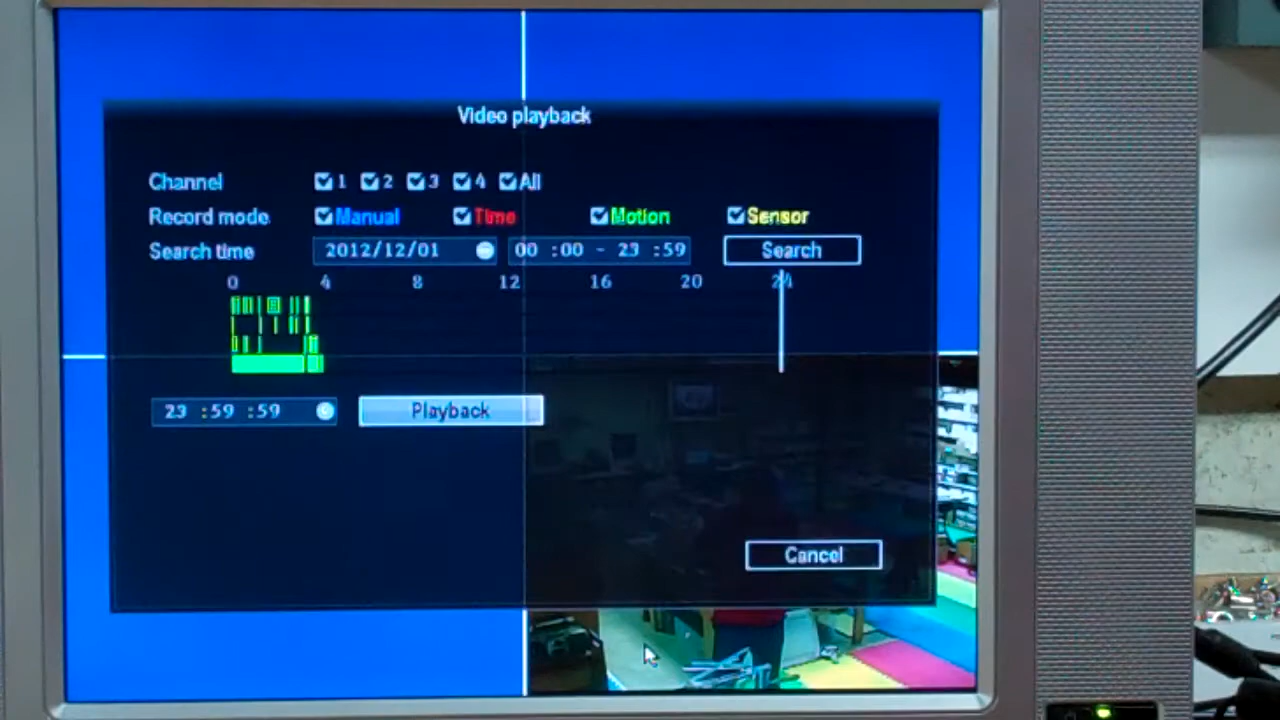 Video playback
Channel 1 2 3 4 All
Record mode Manual Time Motion Sensor
Search time 2012/12/01 00 :00 - 23 :59 Search
0 4 8 12 16 20 24
23 :59 :59 Playback
Cancel